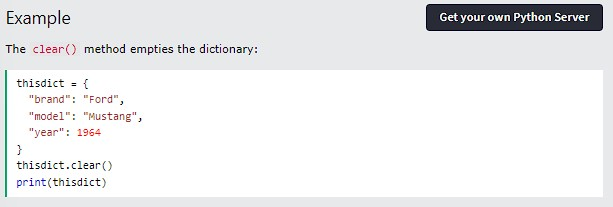 Example
Get your own Python Server
The clear() method empties the dictionary:
thisdict = {
  "brand": "Ford",
  "model": "Mustang",
  "year": 1964
}
thisdict.clear()
print(thisdict)